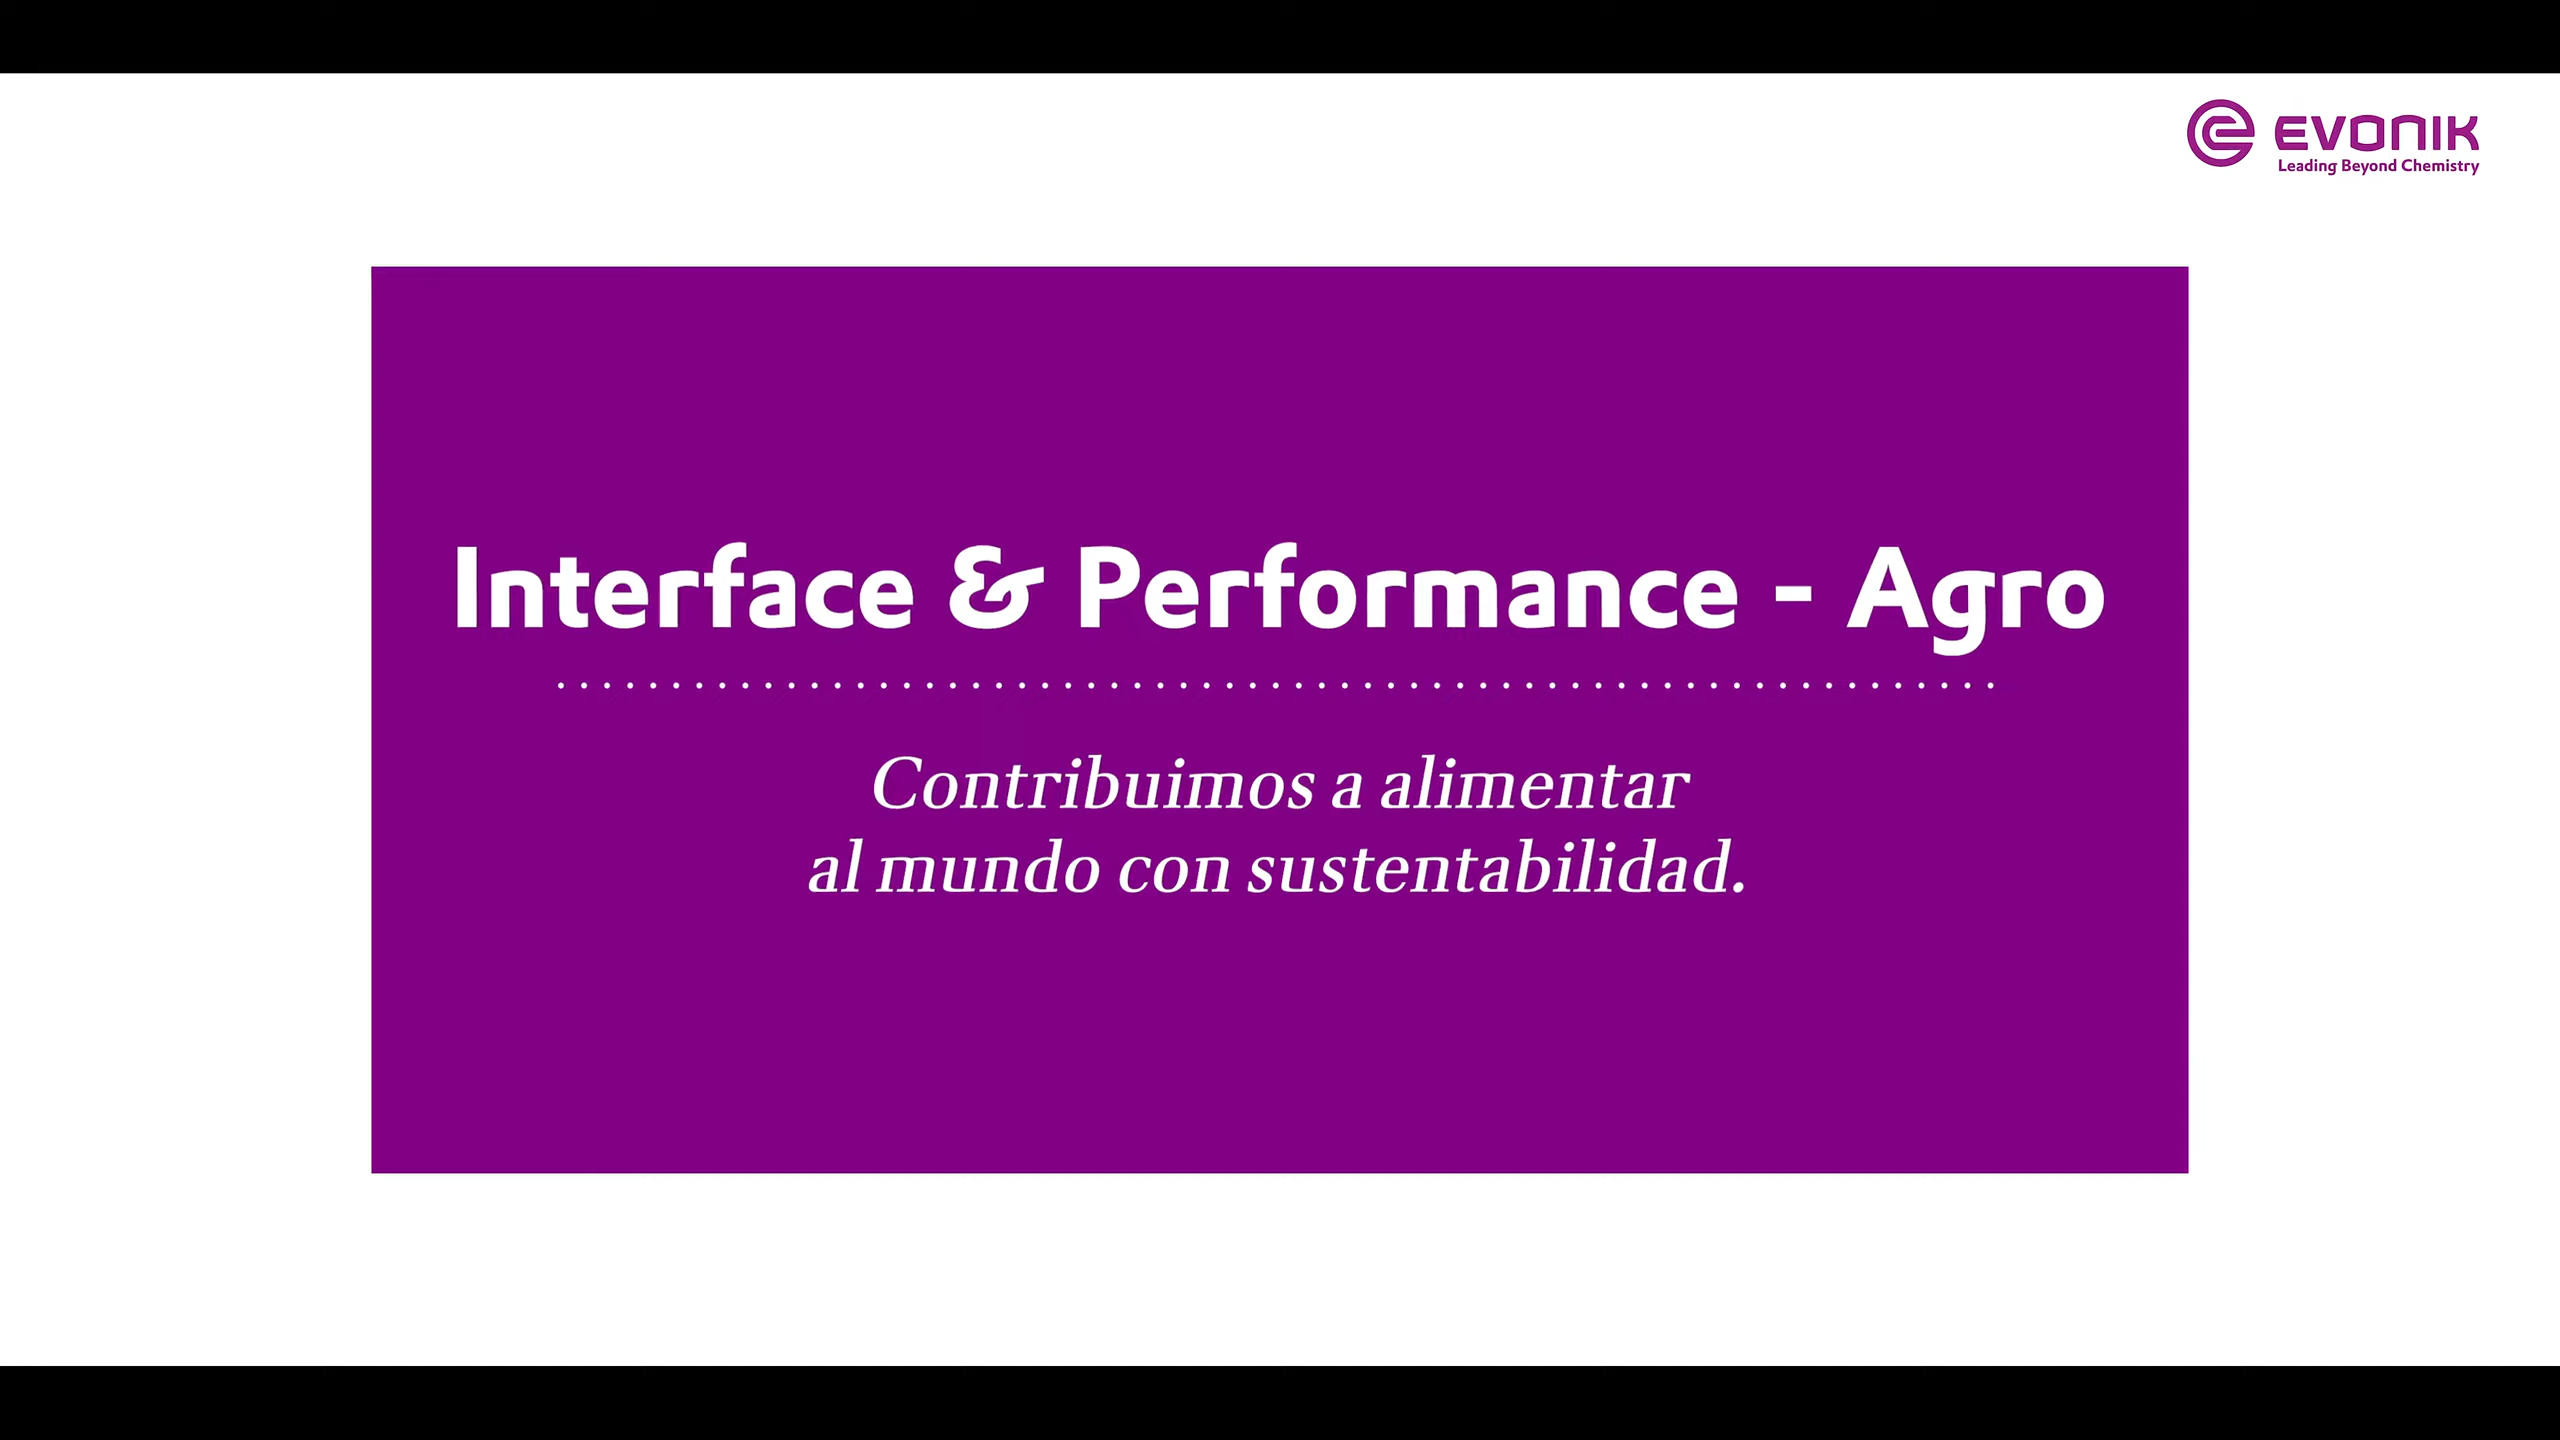 EVONIK
Leading Beyond Chemistry
Interface & Performance - Agro
Contribuimos a alimentar
al mundo con sustentabilidad.